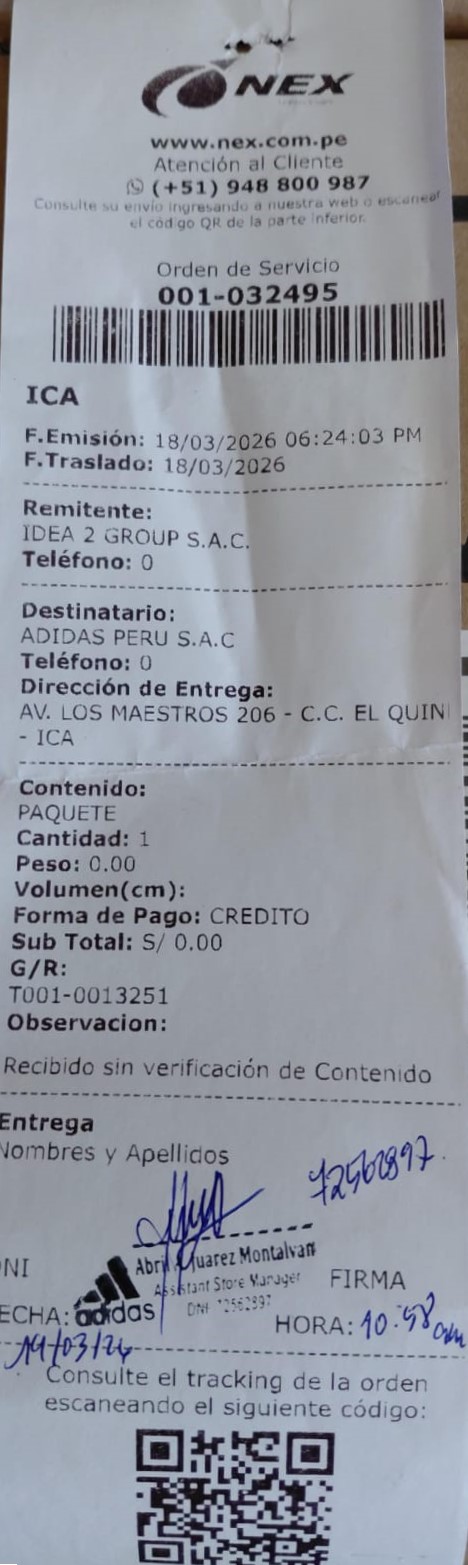 NEX
www.nex.com.pe
Atención al Cliente
(+51) 948 800 987
Consulte su envío ingresando a nuestra web o escanear
el código QR de la parte inferior.
Orden de Servicio
001-032495
ICA
F.Emisión: 18/03/2026 06:24:03 PM
F.Traslado: 18/03/2026
Remitente:
IDEA 2 GROUP S.A.C.
Teléfono: 0
Destinatario:
ADIDAS PERU S.A.C
Teléfono: 0
Dirección de Entrega:
AV. LOS MAESTROS 206 - C.C. EL QUIN
- ICA
Contenido:
PAQUETE
Cantidad: 1
Peso: 0.00
Volumen(cm):
Forma de Pago: CREDITO
Sub Total: S/ 0.00
G/R:
T001-0013251
Observacion:
Recibido sin verificación de Contenido
Entrega
Nombres y Apellidos
72562897
Abril Juarez Montalvan
Assistant Store Manager
DNI 72562897
NI
FIRMA
ECHA: adidas
HORA: 10:58 am
19/03/26
Consulte el tracking de la orden
escaneando el siguiente código: